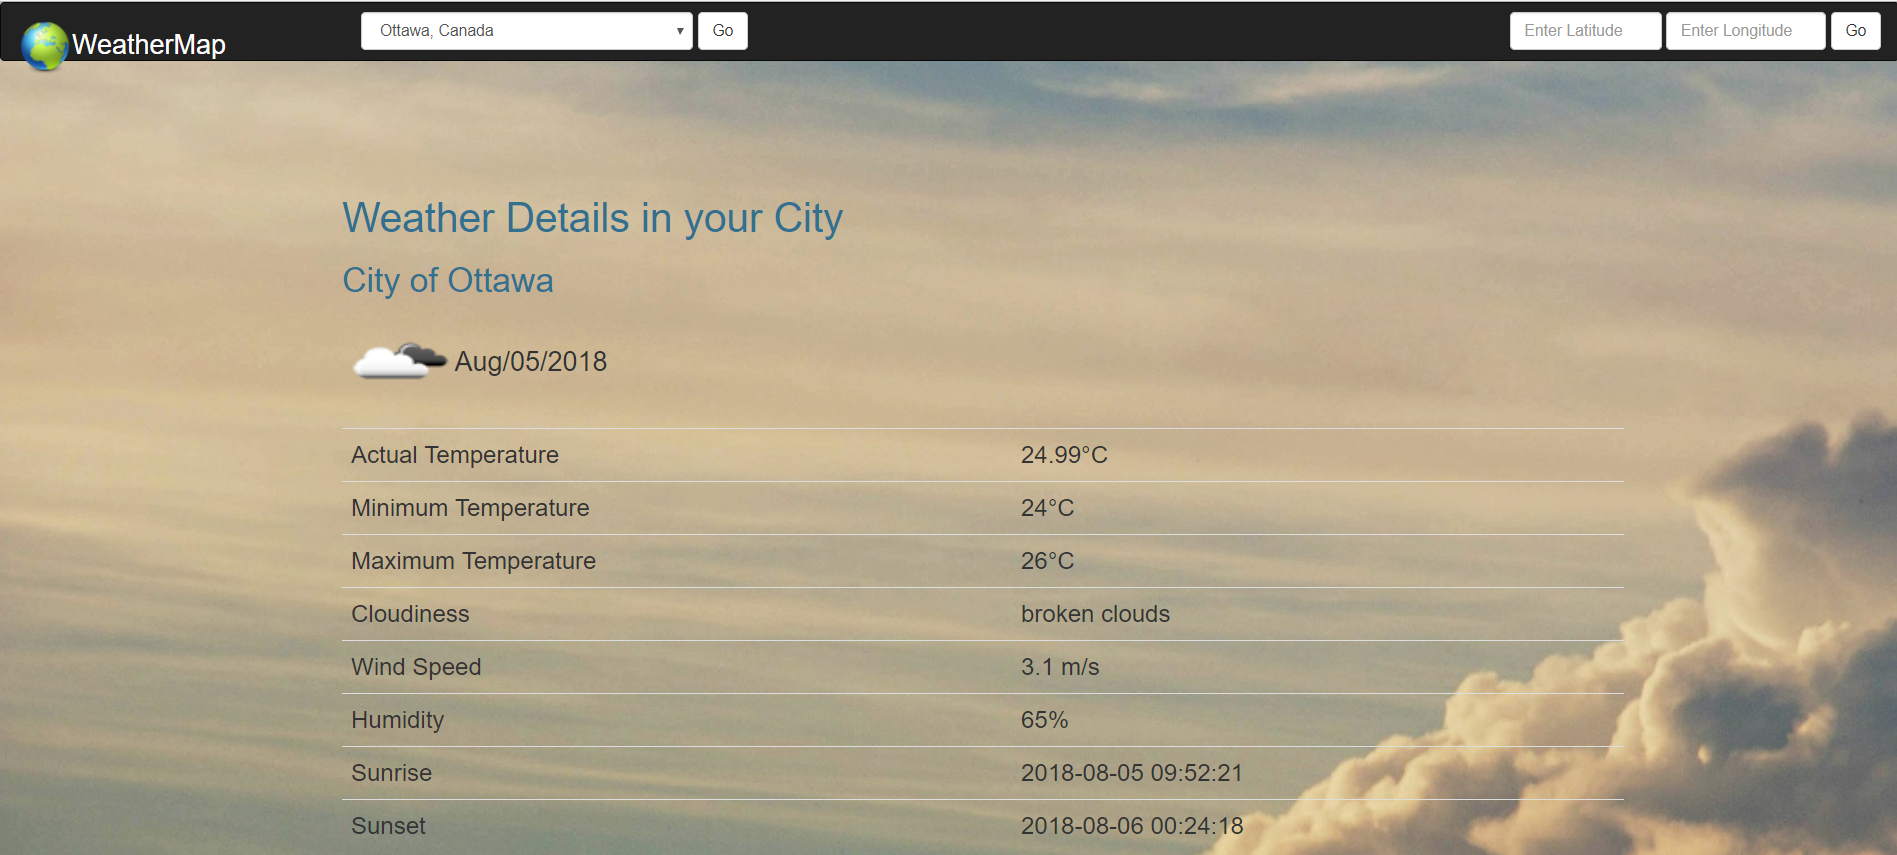 WeatherMap
Ottawa, Canada
Go
Enter Latitude
Enter Longitude
Go
Weather Details in your City
City of Ottawa
Aug/05/2018
Actual Temperature 24.99°C
Minimum Temperature 24°C
Maximum Temperature 26°C
Cloudiness broken clouds
Wind Speed 3.1 m/s
Humidity 65%
Sunrise 2018-08-05 09:52:21
Sunset 2018-08-06 00:24:18